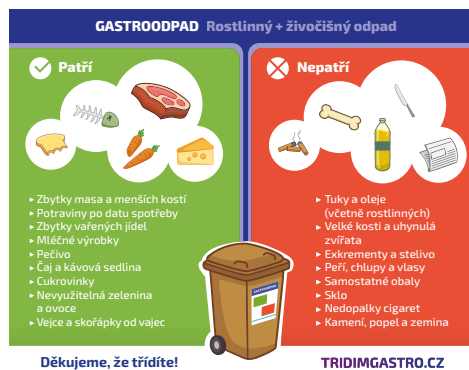 GASTROODPAD Rostlinný + živočišný odpad
Patří
▸ Zbytky masa a menších kostí
▸ Potraviny po datu spotřeby
▸ Zbytky vařených jídel
▸ Mléčné výrobky
▸ Pečivo
▸ Čaj a kávová sedlina
▸ Cukrovinky
▸ Nevyužitelná zelenina
a ovoce
▸ Vejce a skořápky od vajec
Nepatří
▸ Tuky a oleje
(včetně rostlinných)
▸ Velké kosti a uhynulá
zvířata
▸ Exkrementy a stelivo
▸ Peří, chlupy a vlasy
▸ Samostatné obaly
▸ Sklo
▸ Nedopalky cigaret
▸ Kamení, popel a zemina
GASTROODPAD
Děkujeme, že třídíte!
TRIDIMGASTRO.CZ